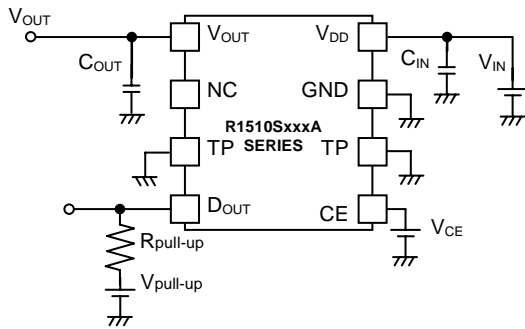 VOUT
COUT
VOUT
VDD
CIN
VIN
NC
GND
R1510SxxxA
SERIES
TP
TP
DOUT
CE
VCE
Rpull-up
Vpull-up